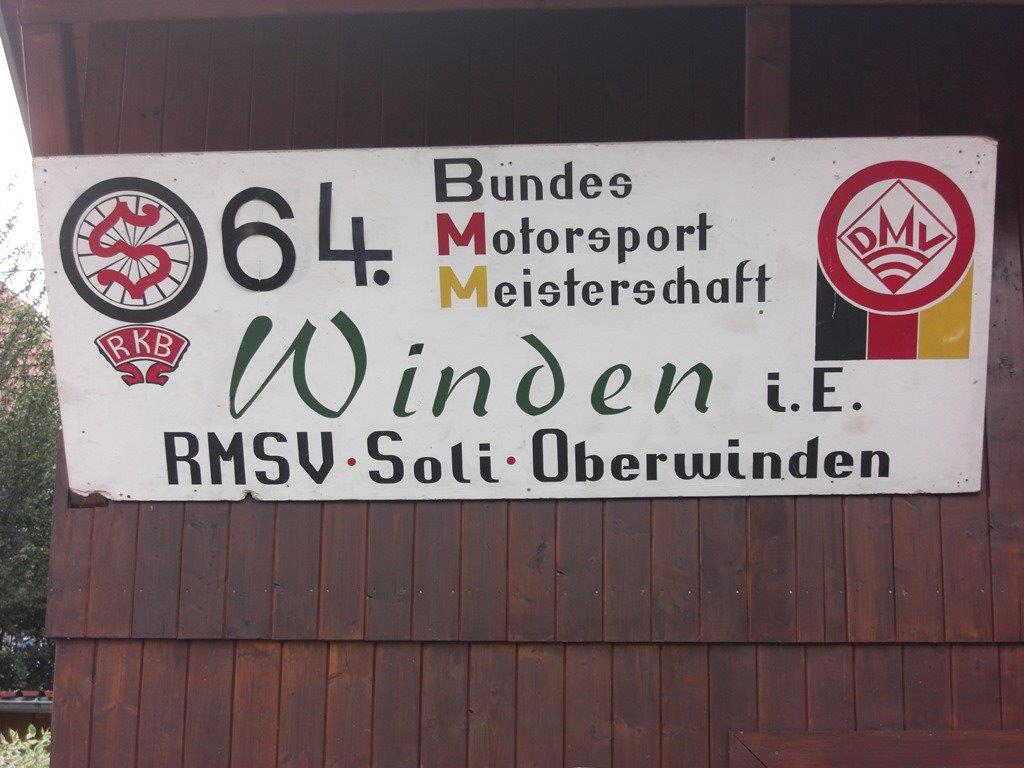 S
RKB
64.
Bundes
Motorsport
Meisterschaft
DMV
Winden i.E.
RMSV · Soli · Oberwinden